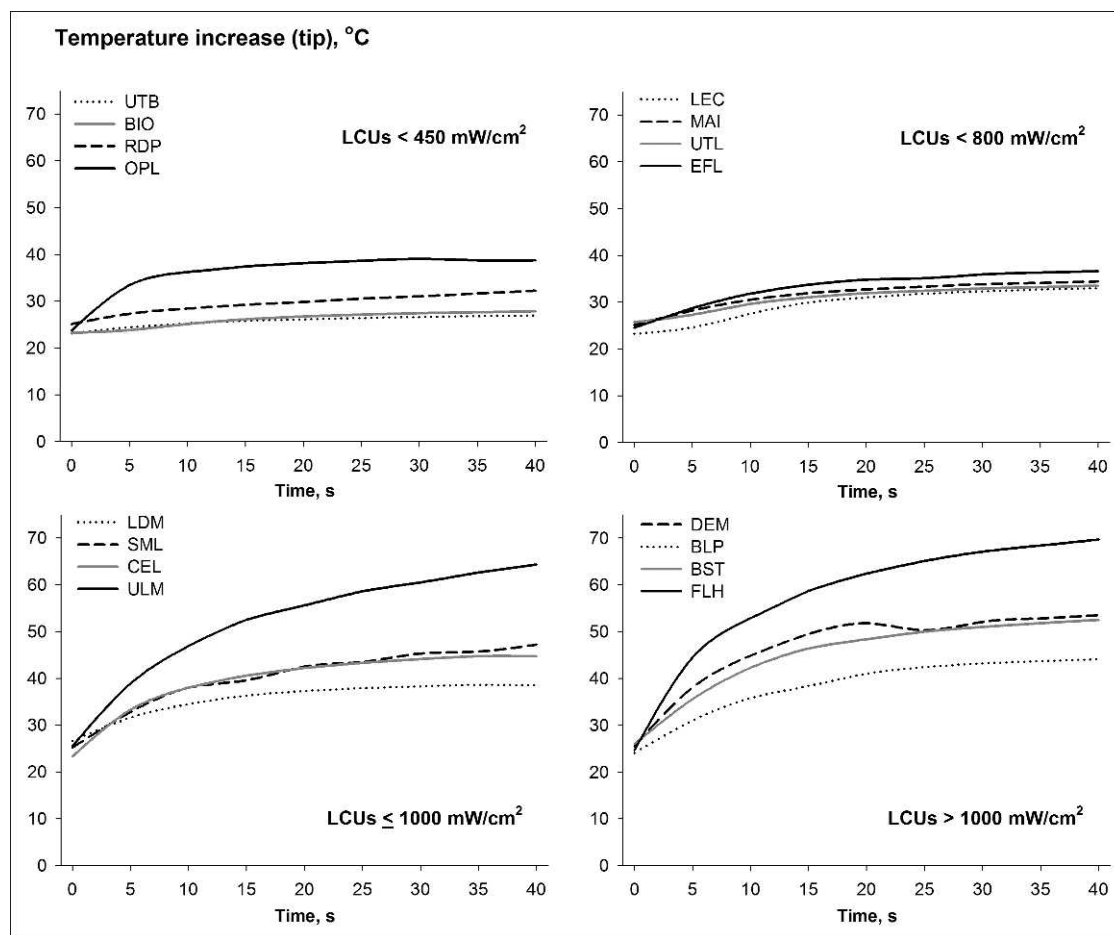 Temperature increase (tip), °C
UTB
BIO
RDP
OPL
LCUs < 450 mW/cm²
70
60
50
40
30
20
10
0
0 5 10 15 20 25 30 35 40
Time, s
LEC
MAI
UTL
EFL
LCUs < 800 mW/cm²
70
60
50
40
30
20
10
0
0 5 10 15 20 25 30 35 40
Time, s
LDM
SML
CEL
ULM
70
60
50
40
30
20
10
0
LCUs ≤ 1000 mW/cm²
0 5 10 15 20 25 30 35 40
Time, s
DEM
BLP
BST
FLH
70
60
50
40
30
20
10
0
LCUs > 1000 mW/cm²
0 5 10 15 20 25 30 35 40
Time, s